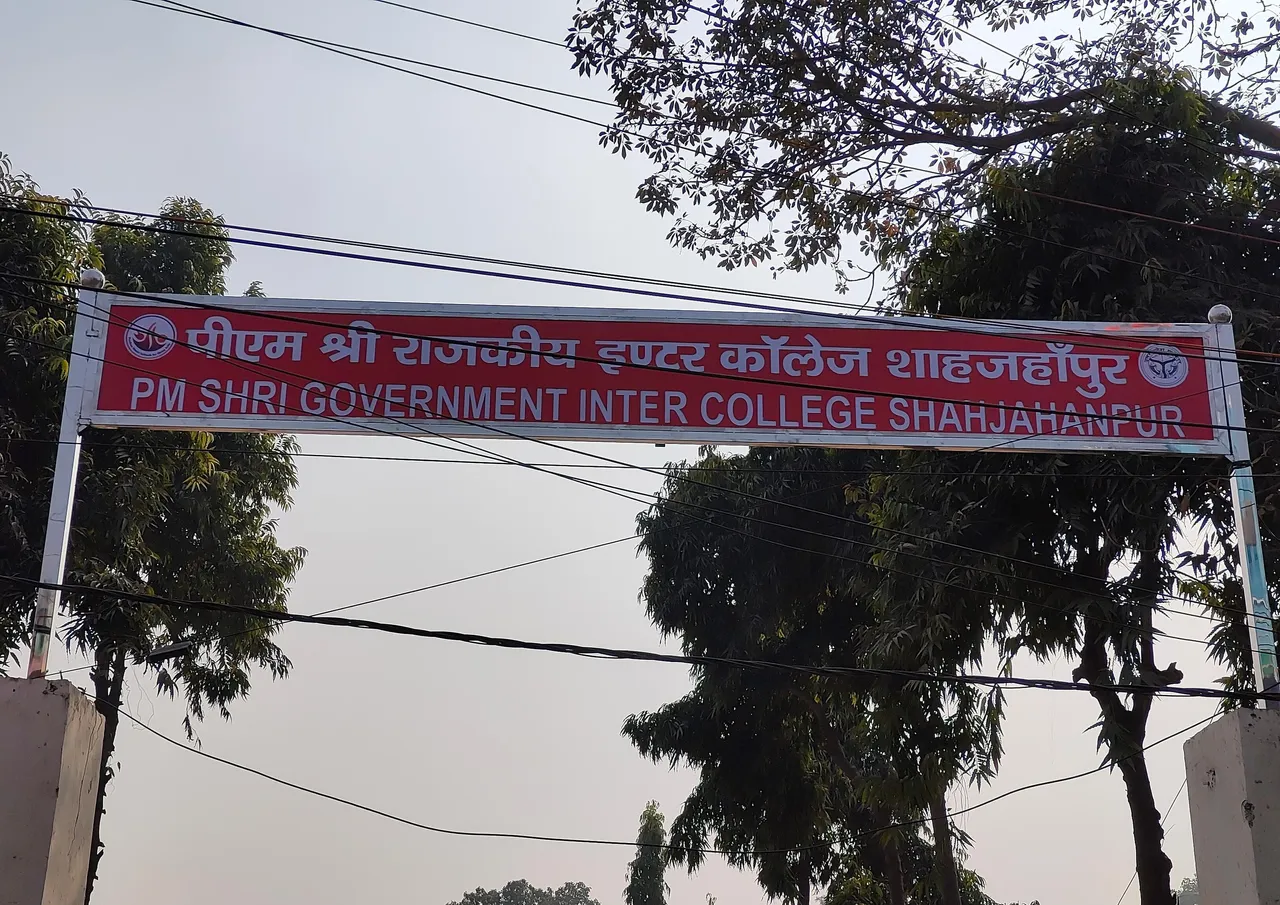 पीएम श्री राजकीय इण्टर कॉलेज शाहजहाँपुर
PM SHRI GOVERNMENT INTER COLLEGE SHAHJAHANPUR